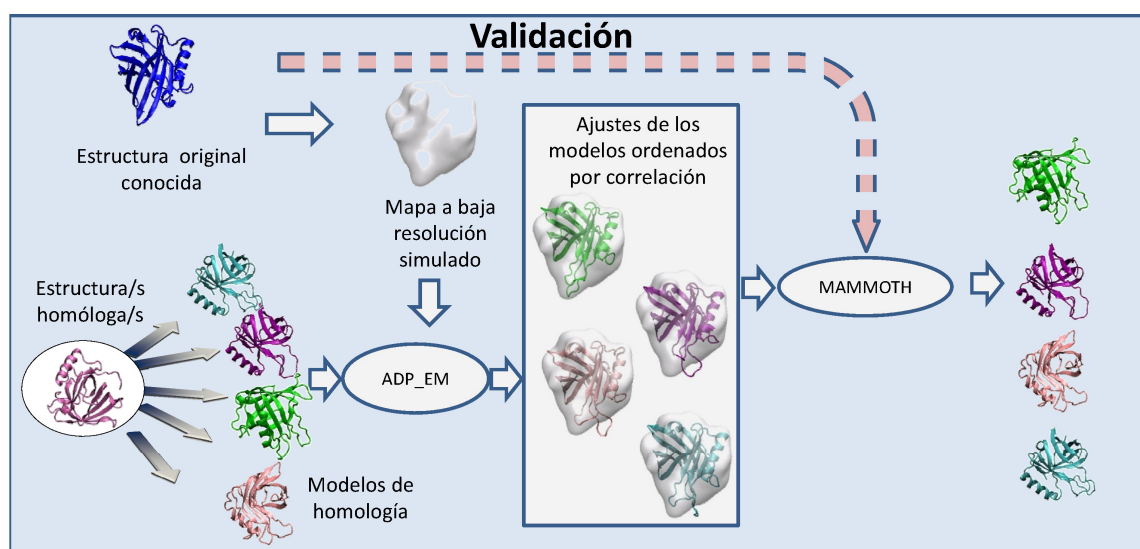 Validación
Estructura original
conocida
Mapa a baja
resolución
simulado
Ajustes de los
modelos ordenados
por correlación
Estructura/s
homóloga/s
ADP_EM
MAMMOTH
Modelos de
homología